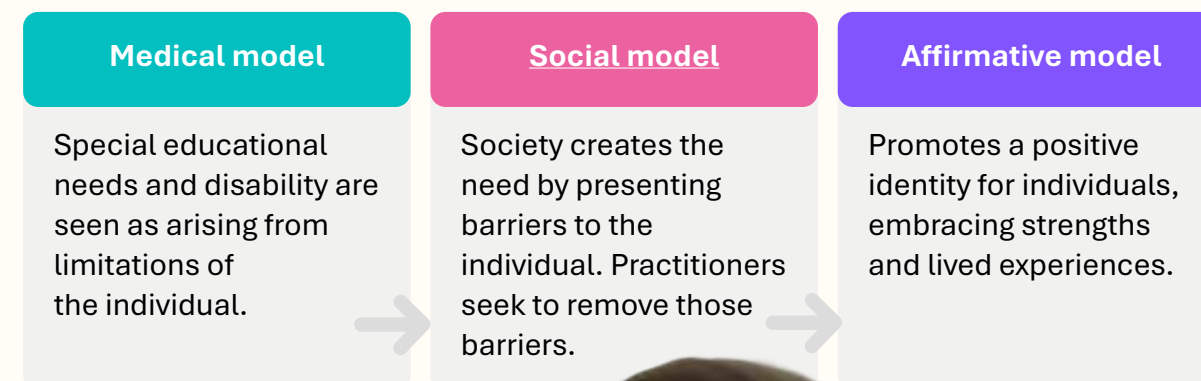 Medical model
Special educational
needs and disability are
seen as arising from
limitations of
the individual.
Social model
Society creates the
need by presenting
barriers to the
individual. Practitioners
seek to remove those
barriers.
Affirmative model
Promotes a positive
identity for individuals,
embracing strengths
and lived experiences.